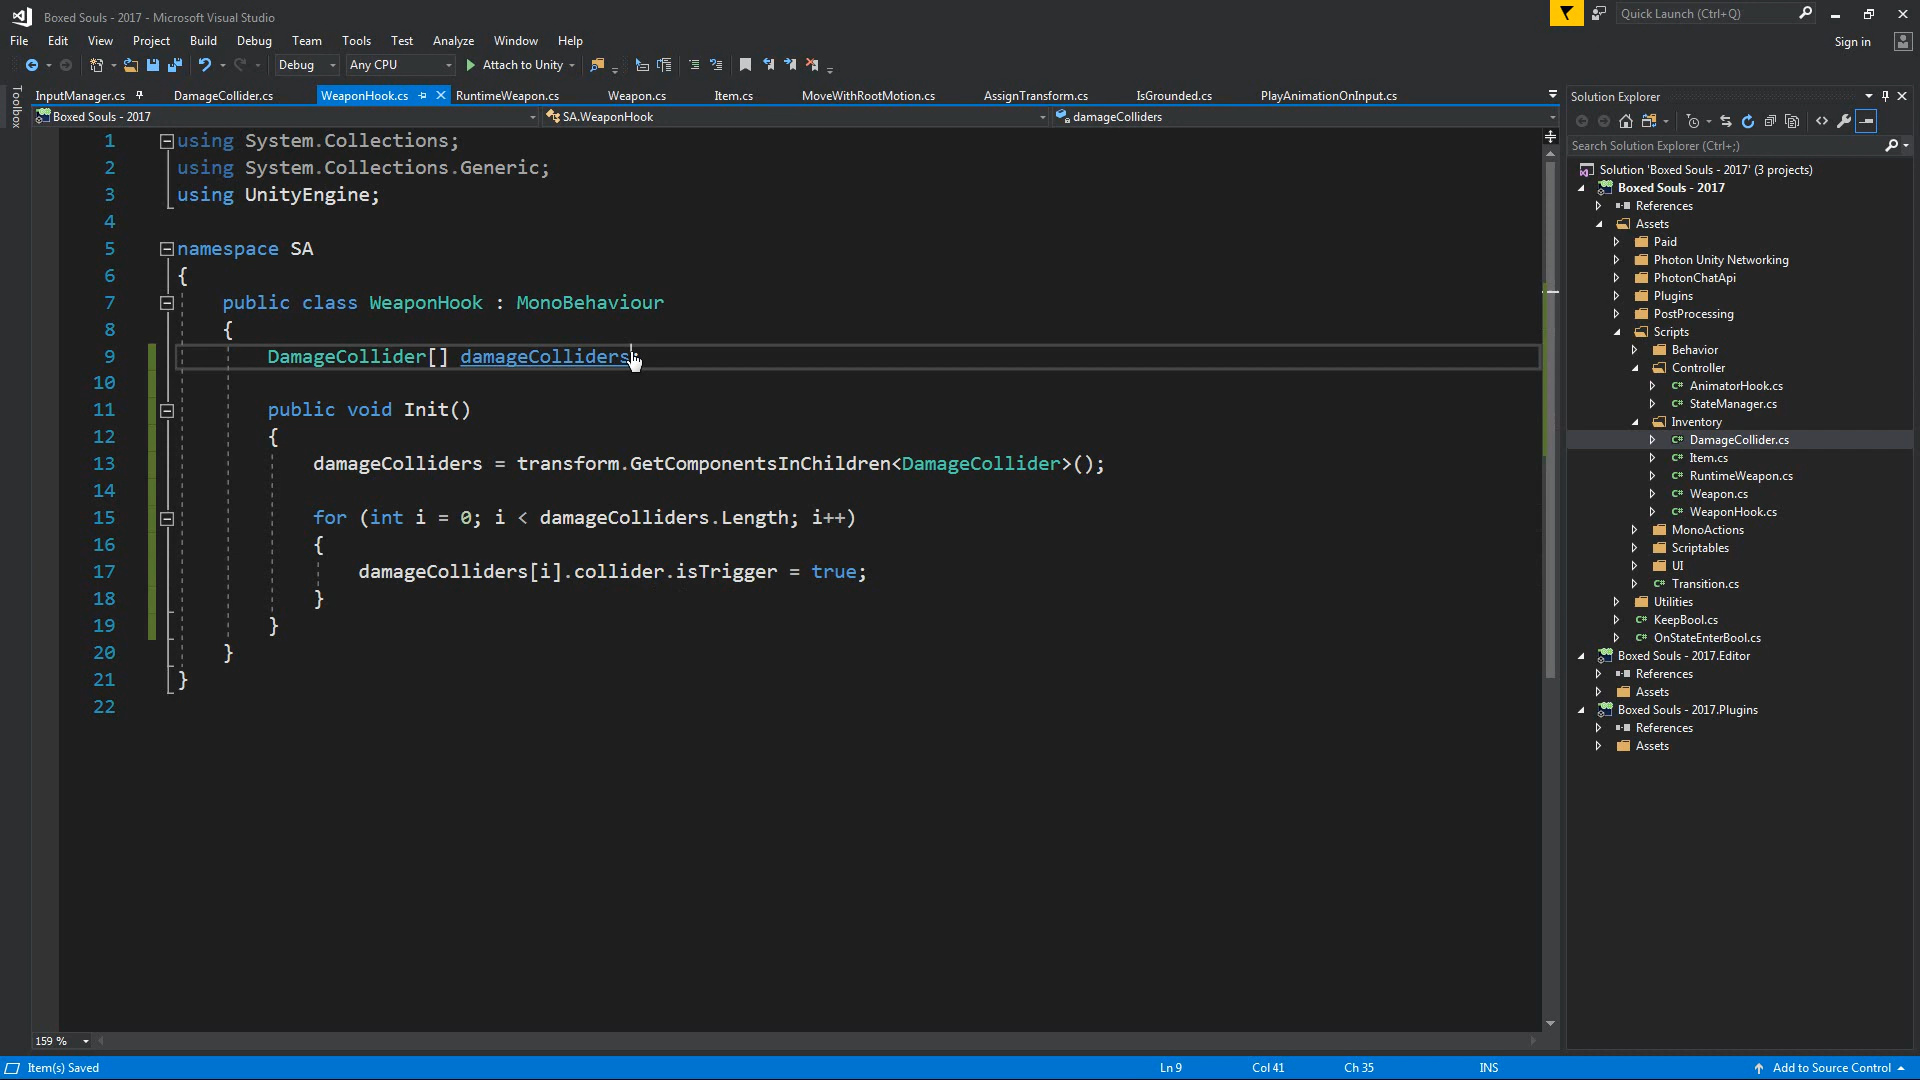 Boxed Souls - 2017 - Microsoft Visual Studio
Quick Launch (Ctrl+Q)
File Edit View Project Build Debug Team Tools Test Analyze Window Help
Sign in
Debug Any CPU Attach to Unity
Toolbox
InputManager.cs DamageCollider.cs WeaponHook.cs RuntimeWeapon.cs Weapon.cs Item.cs MoveWithRootMotion.cs AssignTransform.cs IsGrounded.cs PlayAnimationOnInput.cs
Boxed Souls - 2017 SA.WeaponHook damageColliders
1 using System.Collections;
2 using System.Collections.Generic;
3 using UnityEngine;
4
5 namespace SA
6 {
7 public class WeaponHook : MonoBehaviour
8 {
9 DamageCollider[] damageColliders;
10
11 public void Init()
12 {
13 damageColliders = transform.GetComponentsInChildren<DamageCollider>();
14
15 for (int i = 0; i < damageColliders.Length; i++)
16 {
17 damageColliders[i].collider.isTrigger = true;
18 }
19 }
20 }
21 }
22
159 %
Solution Explorer
Search Solution Explorer (Ctrl+;)
Solution 'Boxed Souls - 2017' (3 projects)
Boxed Souls - 2017
References
Assets
Paid
Photon Unity Networking
PhotonChatApi
Plugins
PostProcessing
Scripts
Behavior
Controller
C# AnimatorHook.cs
C# StateManager.cs
Inventory
C# DamageCollider.cs
C# Item.cs
C# RuntimeWeapon.cs
C# Weapon.cs
C# WeaponHook.cs
MonoActions
Scriptables
UI
C# Transition.cs
Utilities
C# KeepBool.cs
C# OnStateEnterBool.cs
Boxed Souls - 2017.Editor
References
Assets
Boxed Souls - 2017.Plugins
References
Assets
Item(s) Saved Ln 9 Col 41 Ch 35 INS Add to Source Control